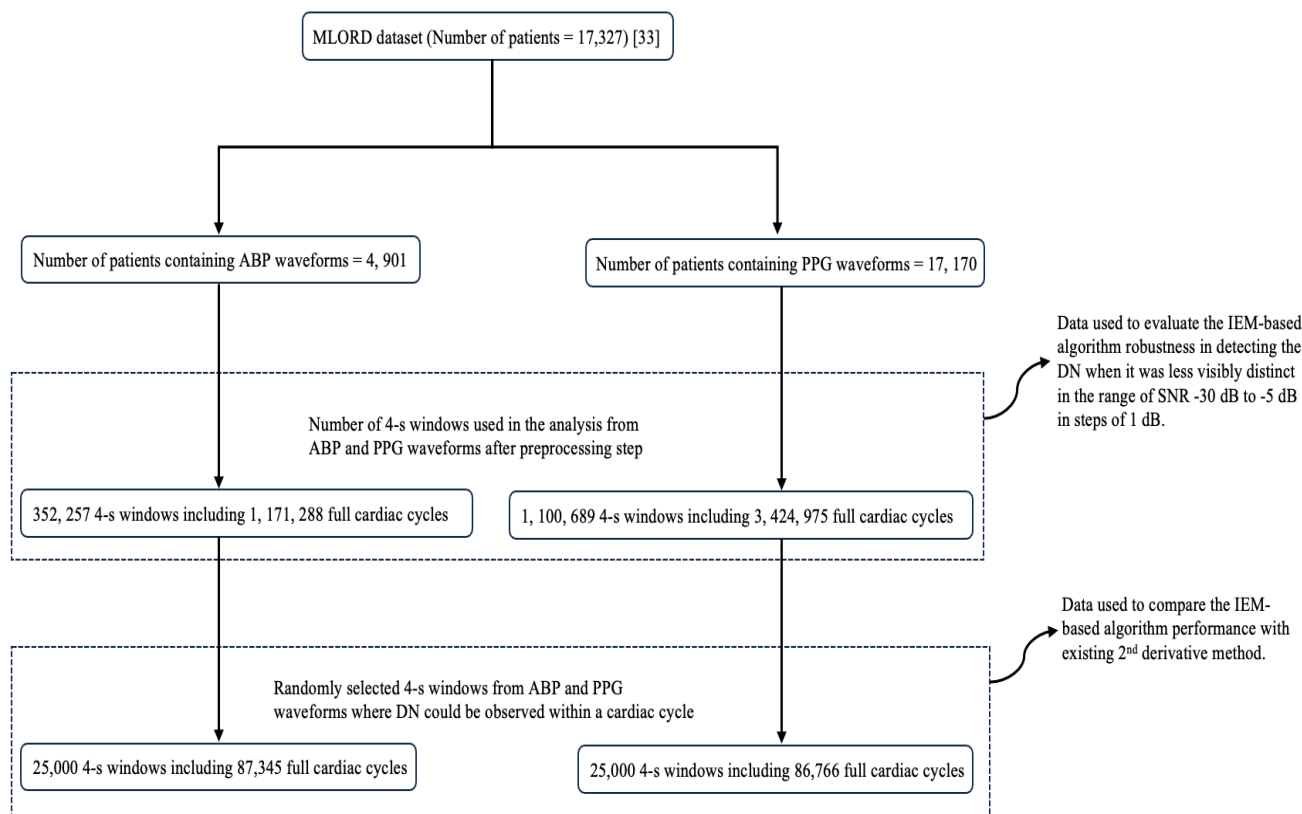 MLORD dataset (Number of patients = 17,327) [33]
Number of patients containing ABP waveforms = 4, 901
Number of patients containing PPG waveforms = 17, 170
Data used to evaluate the IEM-based
algorithm robustness in detecting the
DN when it was less visibly distinct
in the range of SNR -30 dB to -5 dB
in steps of 1 dB.
Number of 4-s windows used in the analysis from
ABP and PPG waveforms after preprocessing step
352, 257 4-s windows including 1, 171, 288 full cardiac cycles
1, 100, 689 4-s windows including 3, 424, 975 full cardiac cycles
Data used to compare the IEM-
based algorithm performance with
existing 2nd derivative method.
Randomly selected 4-s windows from ABP and PPG
waveforms where DN could be observed within a cardiac cycle
25,000 4-s windows including 87,345 full cardiac cycles
25,000 4-s windows including 86,766 full cardiac cycles